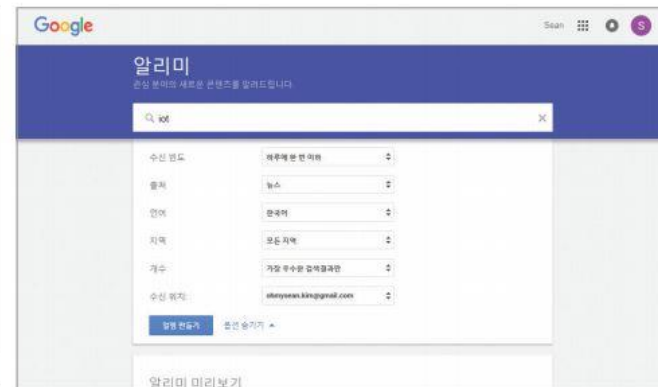 Google
Sean
S
알리미
관심 분야의 새로운 콘텐츠를 알려드립니다.
iot
수신 빈도 하루에 한 번 이하
출처 뉴스
언어 한국어
지역 모든 지역
개수 가장 우수한 검색결과만
수신 위치
알림 만들기 옵션 숨기기
알리미 미리보기